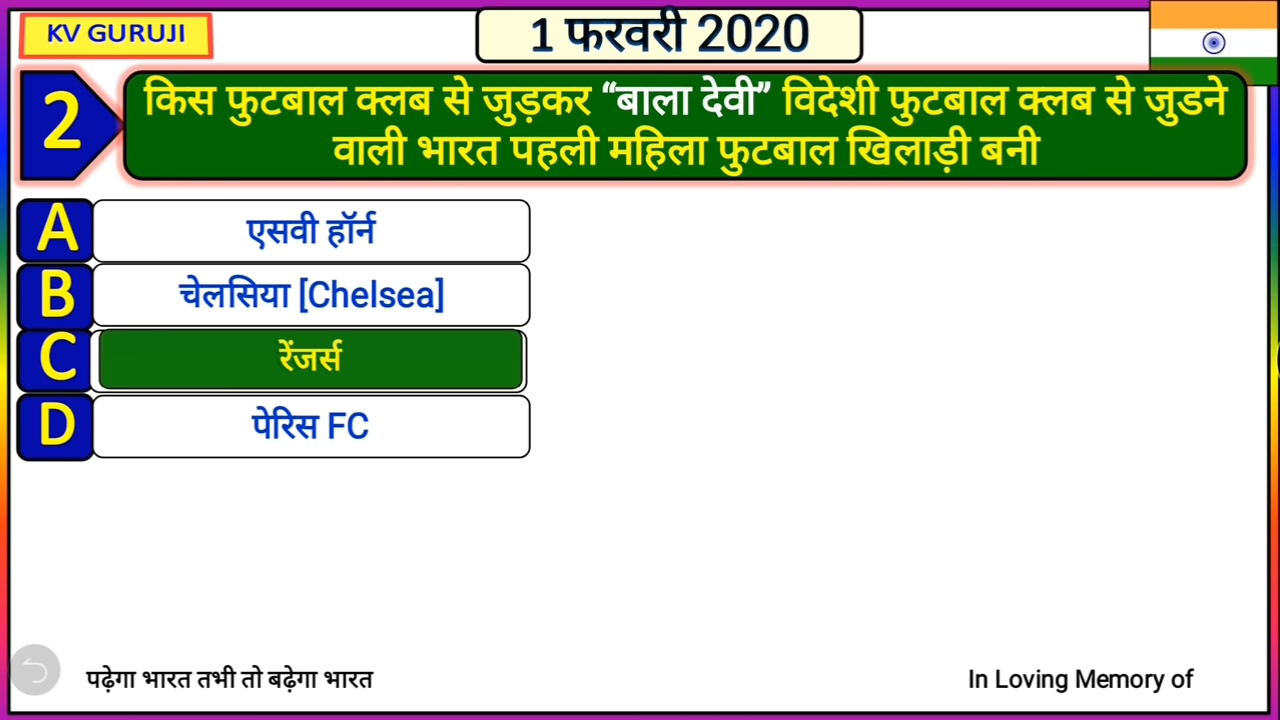 KV GURUJI
1 फरवरी 2020
2
किस फुटबाल क्लब से जुड़कर “बाला देवी” विदेशी फुटबाल क्लब से जुडने
वाली भारत पहली महिला फुटबाल खिलाड़ी बनी
A एसवी हॉर्न
B चेलसिया [Chelsea]
C रेंजर्स
D पेरिस FC
पढ़ेगा भारत तभी तो बढ़ेगा भारत
In Loving Memory of